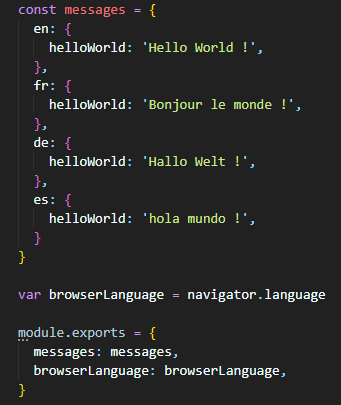 const messages = {
  en: {
    helloWorld: 'Hello World !',
  },
  fr: {
    helloWorld: 'Bonjour le monde !',
  },
  de: {
    helloWorld: 'Hallo Welt !',
  },
  es: {
    helloWorld: 'hola mundo !',
  }
}

var browserLanguage = navigator.language

module.exports = {
  messages: messages,
  browserLanguage: browserLanguage,
}